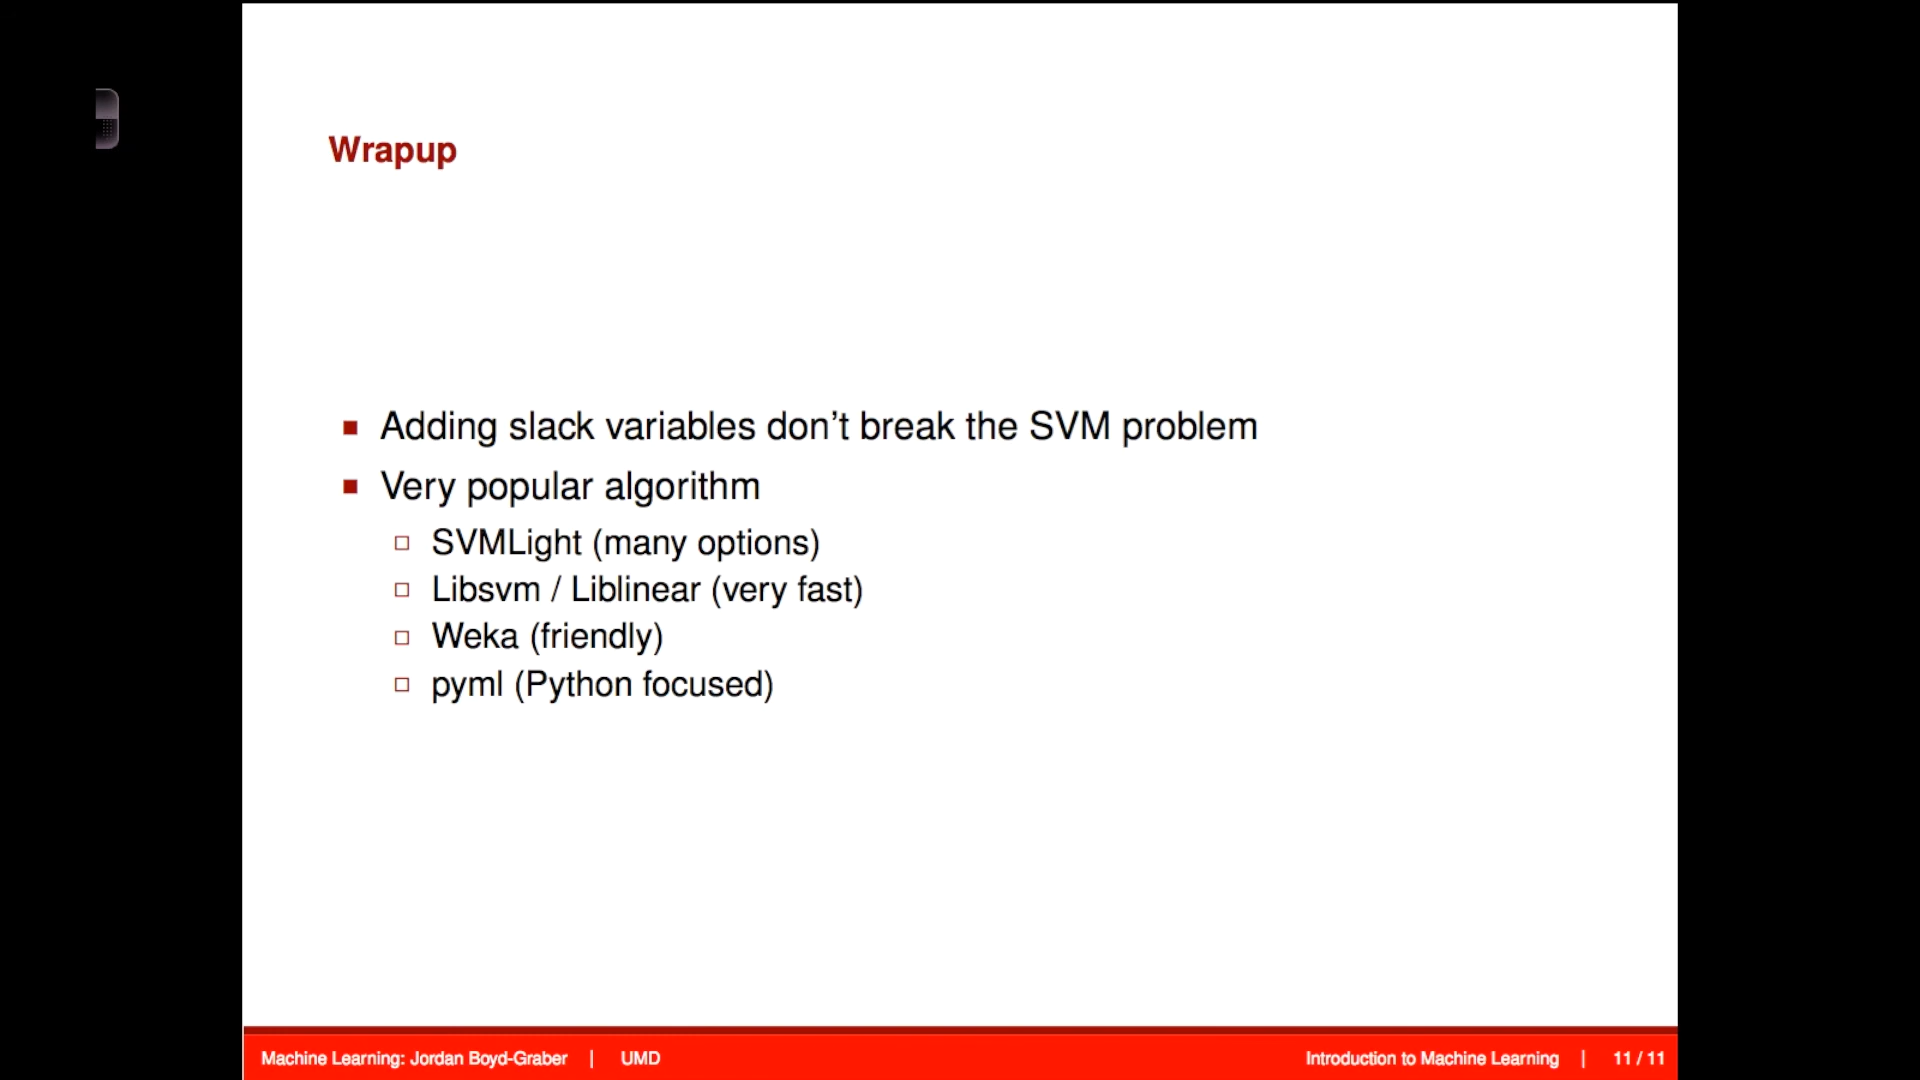 Wrapup
Adding slack variables don't break the SVM problem
Very popular algorithm
SVMLight (many options)
Libsvm / Liblinear (very fast)
Weka (friendly)
pyml (Python focused)
Machine Learning: Jordan Boyd-Graber | UMD
Introduction to Machine Learning | 11 / 11